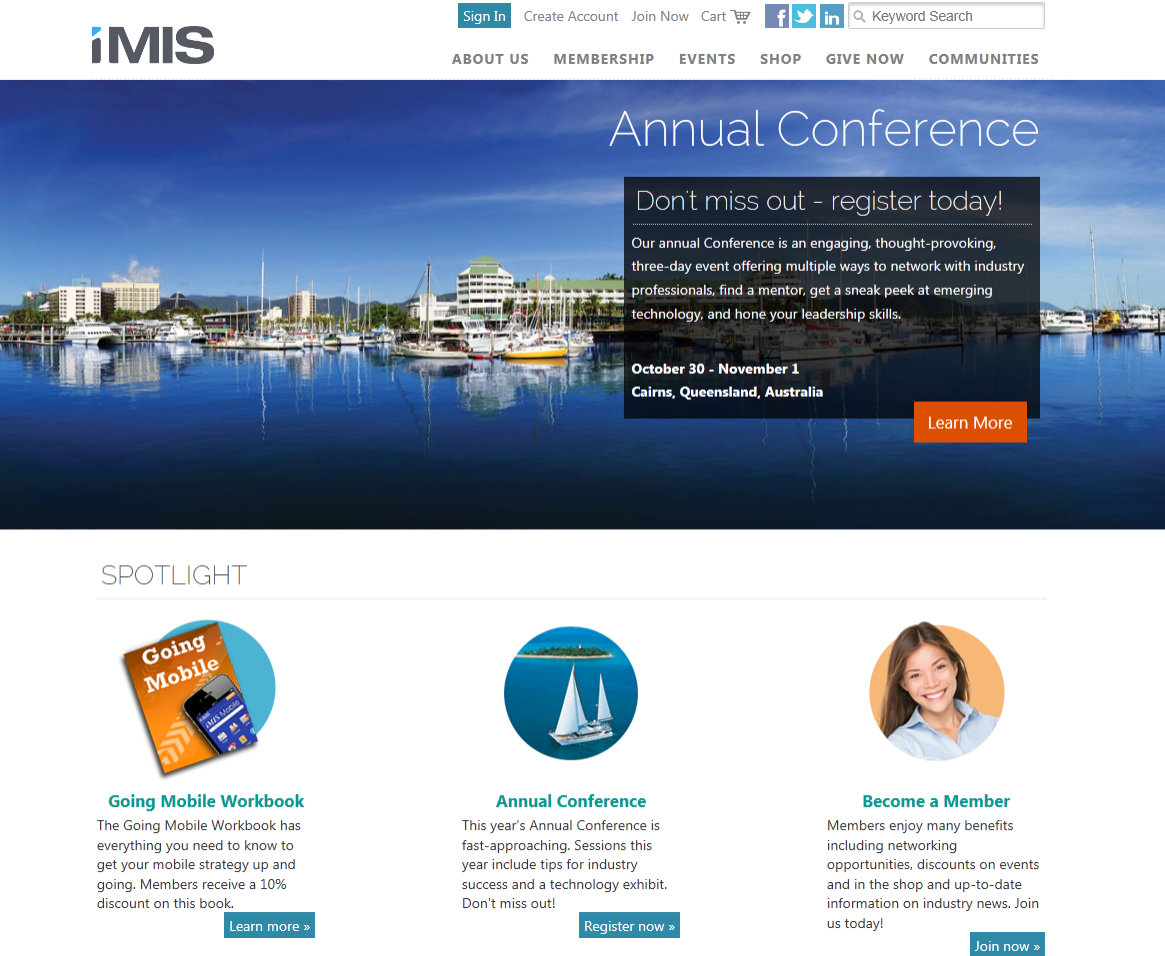 Sign In Create Account Join Now Cart Keyword Search
iMIS
ABOUT US MEMBERSHIP EVENTS SHOP GIVE NOW COMMUNITIES
Annual Conference
Don't miss out - register today!
Our annual Conference is an engaging, thought-provoking,
three-day event offering multiple ways to network with industry
professionals, find a mentor, get a sneak peek at emerging
technology, and hone your leadership skills.
October 30 - November 1
Cairns, Queensland, Australia
Learn More
SPOTLIGHT
Going
Mobile
iMIS Mobile
Going Mobile Workbook
The Going Mobile Workbook has
everything you need to know to
get your mobile strategy up and
going. Members receive a 10%
discount on this book.
Learn more »
Annual Conference
This year's Annual Conference is
fast-approaching. Sessions this
year include tips for industry
success and a technology exhibit.
Don't miss out!
Register now »
Become a Member
Members enjoy many benefits
including networking
opportunities, discounts on events
and in the shop and up-to-date
information on industry news. Join
us today!
Join now »